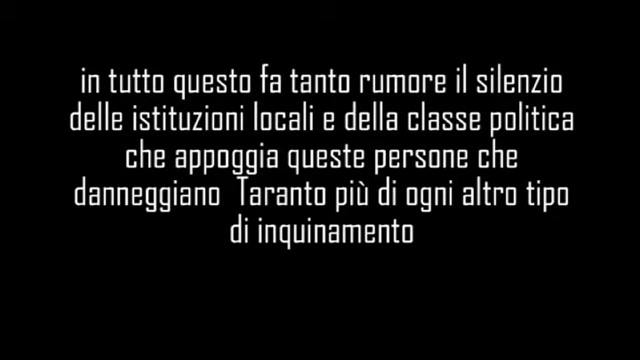 in tutto questo fa tanto rumore il silenzio
delle istituzioni locali e della classe politica
che appoggia queste persone che
danneggiano  Taranto più di ogni altro tipo
di inquinamento